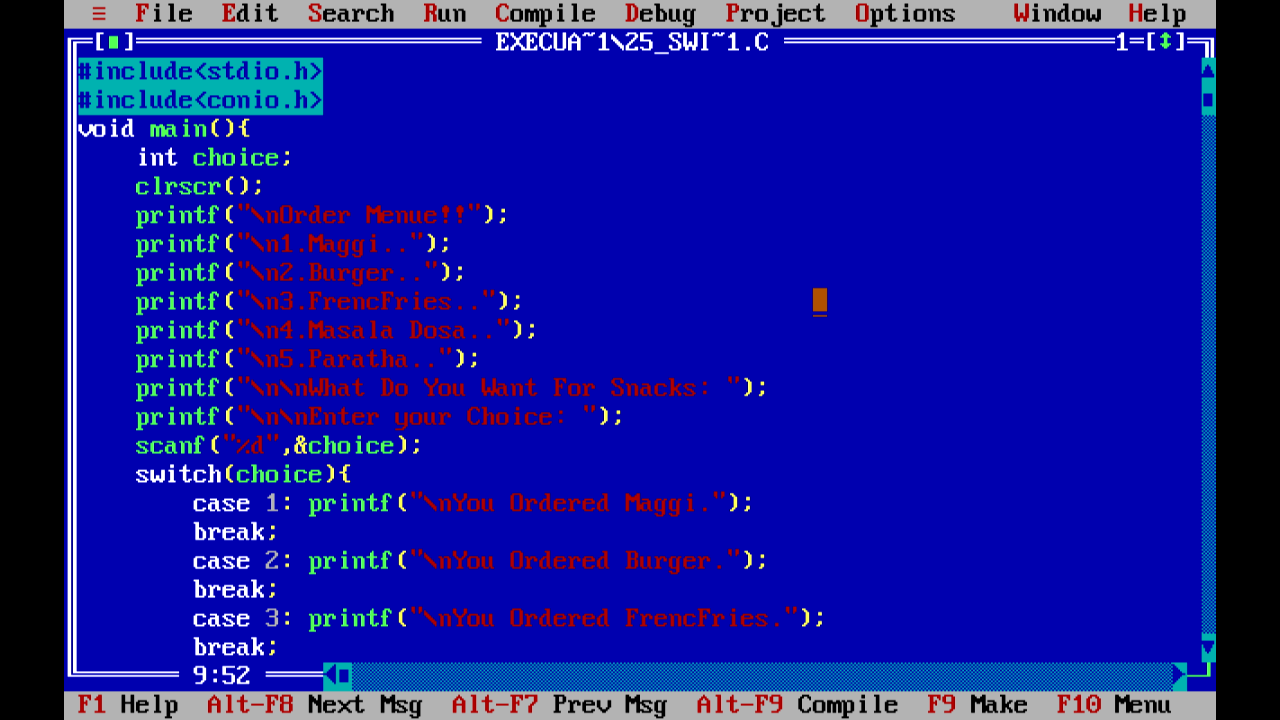 ≡ File Edit Search Run Compile Debug Project Options Window Help
[■] EXECUA~1\25_SWI~1.C 1=[↕]
#include<stdio.h>
#include<conio.h>
void main(){
    int choice;
    clrscr();
    printf("\nOrder Menue!!");
    printf("\n1.Maggi..");
    printf("\n2.Burger..");
    printf("\n3.FrencFries..");
    printf("\n4.Masala Dosa..");
    printf("\n5.Paratha..");
    printf("\n\nWhat Do You Want For Snacks: ");
    printf("\n\nEnter your Choice: ");
    scanf("%d",&choice);
    switch(choice){
        case 1: printf("\nYou Ordered Maggi.");
        break;
        case 2: printf("\nYou Ordered Burger.");
        break;
        case 3: printf("\nYou Ordered FrencFries.");
        break;
9:52
F1 Help Alt-F8 Next Msg Alt-F7 Prev Msg Alt-F9 Compile F9 Make F10 Menu